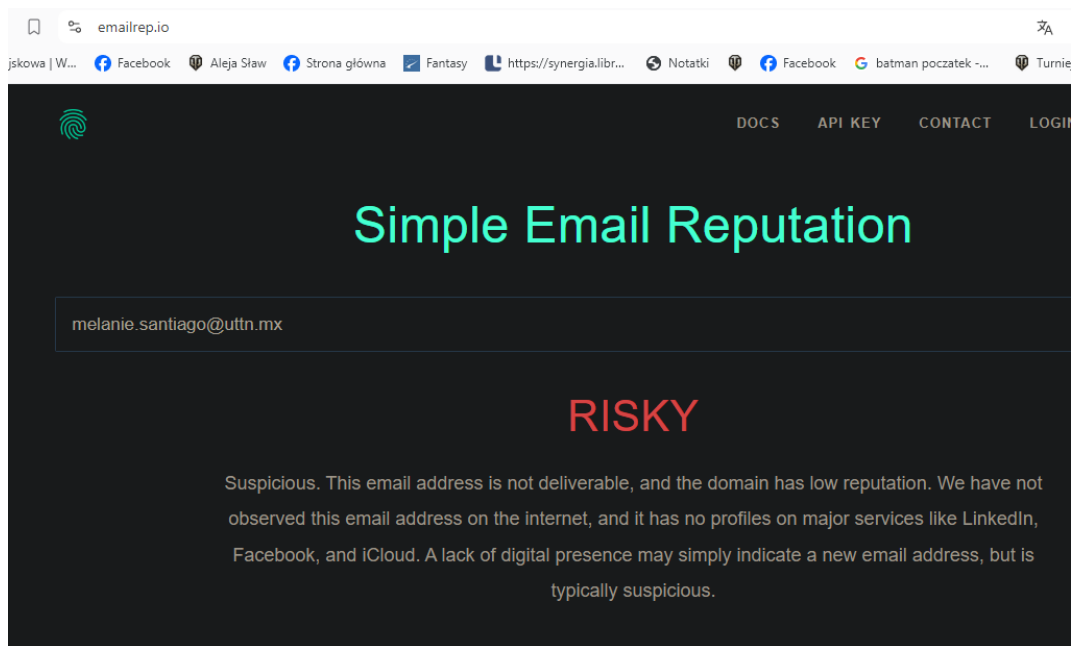 emailrep.io
jskowa | W... Facebook Aleja Sław Strona główna Fantasy https://synergia.libr... Notatki Facebook batman poczatek -... Turnie
DOCS API KEY CONTACT LOGIN
Simple Email Reputation
melanie.santiago@uttn.mx
RISKY
Suspicious. This email address is not deliverable, and the domain has low reputation. We have not
observed this email address on the internet, and it has no profiles on major services like LinkedIn,
Facebook, and iCloud. A lack of digital presence may simply indicate a new email address, but is
typically suspicious.